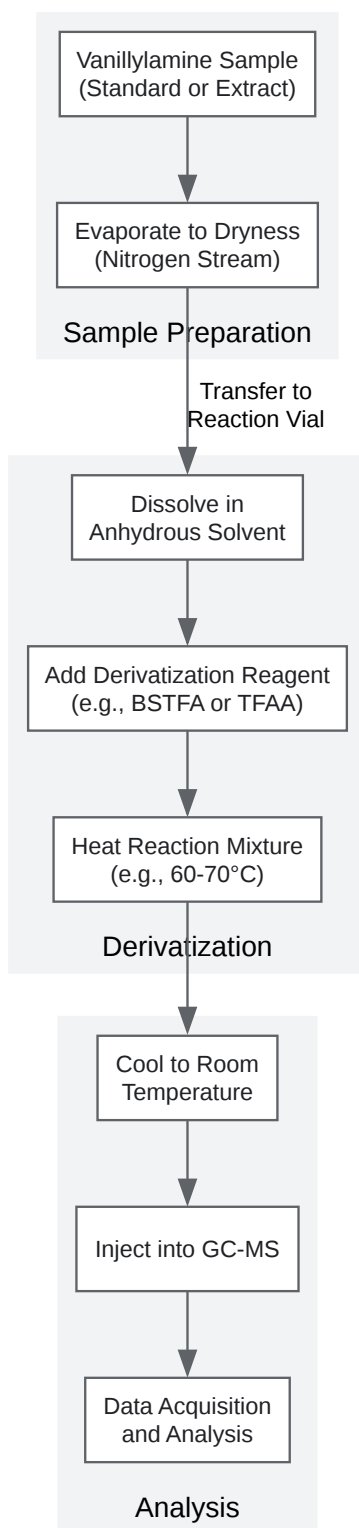 Vanillylamine Sample
(Standard or Extract)
Evaporate to Dryness
(Nitrogen Stream)
Sample Preparation
Transfer to
Reaction Vial
Dissolve in
Anhydrous Solvent
Add Derivatization Reagent
(e.g., BSTFA or TFAA)
Heat Reaction Mixture
(e.g., 60-70°C)
Derivatization
Cool to Room
Temperature
Inject into GC-MS
Data Acquisition
and Analysis
Analysis